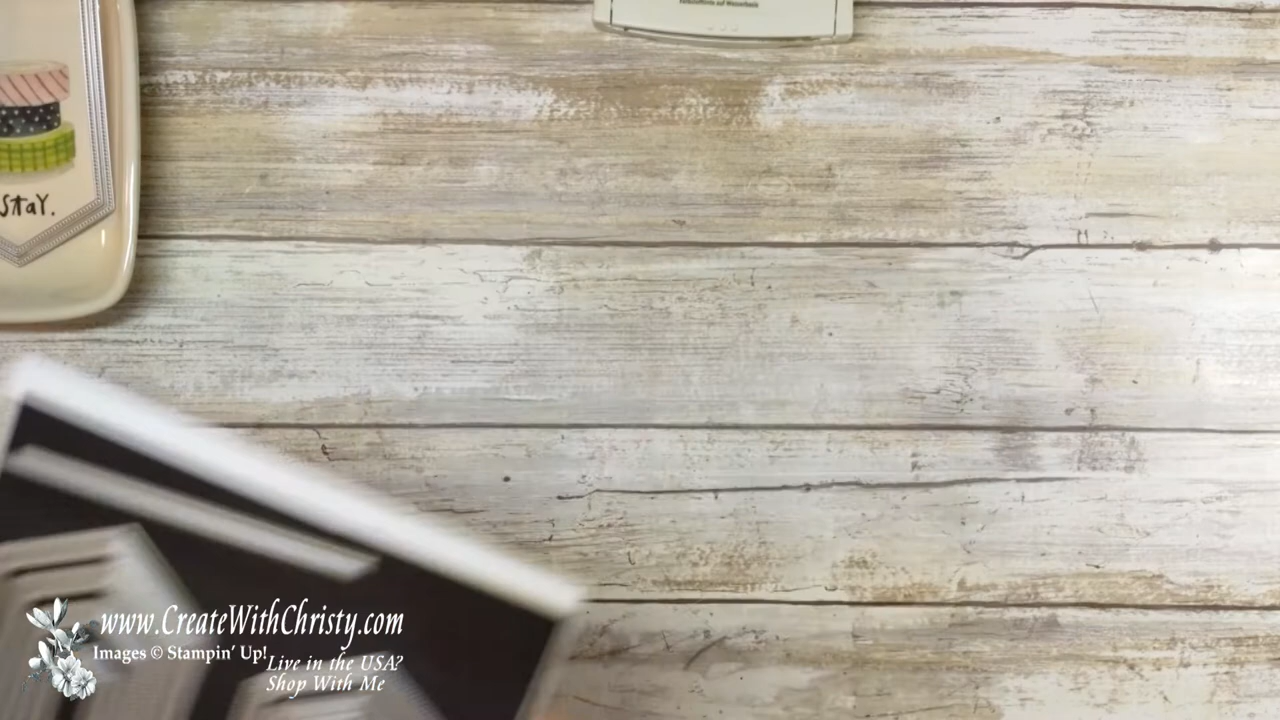 STaY.
www.CreateWithChristy.com
Images © Stampin' Up!
Live in the USA?
Shop With Me